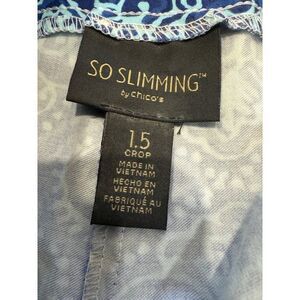 SO SLIMMING™
by chico's
1.5
CROP
MADE IN
VIETNAM
HECHO EN
VIETNAM
FABRIQUÉ AU
VIETNAM